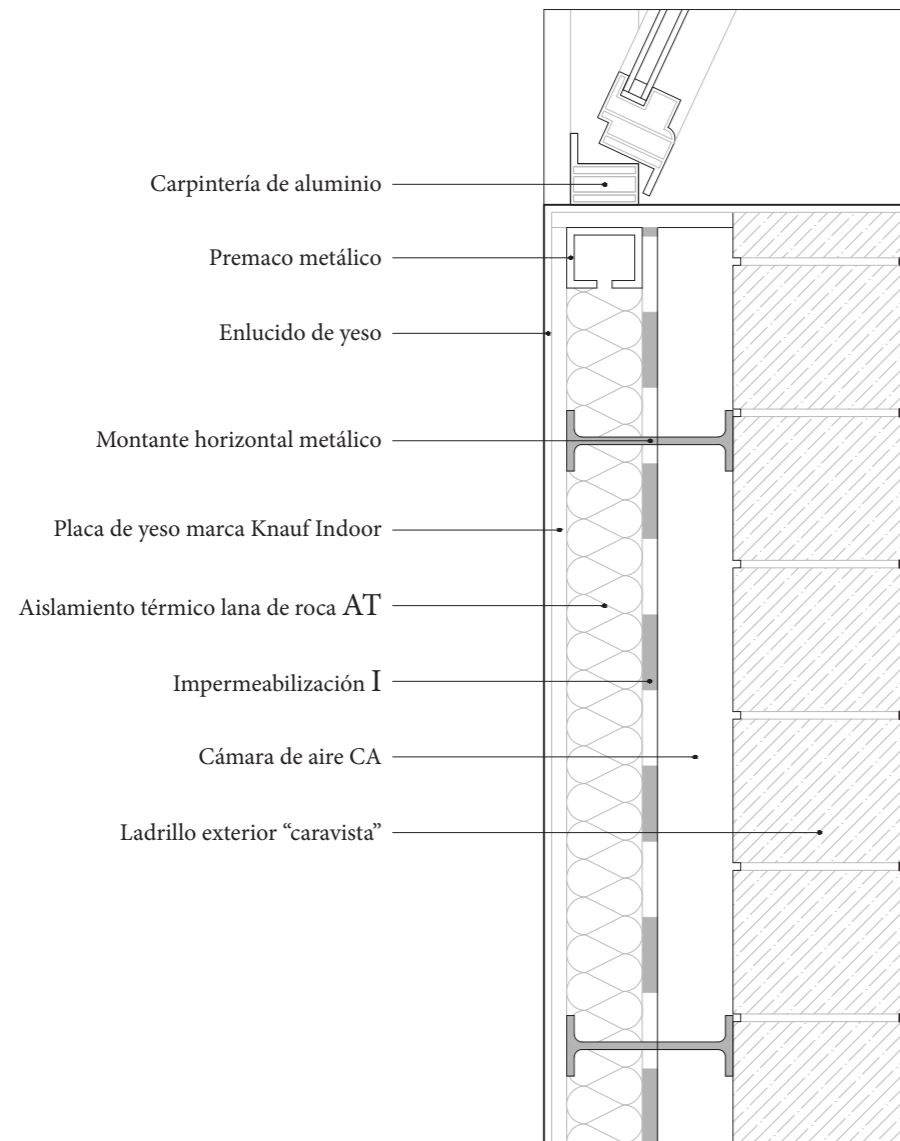 Carpintería de aluminio
Premaco metálico
Enlucido de yeso
Montante horizontal metálico
Placa de yeso marca Knauf Indoor
Aislamiento térmico lana de roca AT
Impermeabilización I
Cámara de aire CA
Ladrillo exterior “caravista”